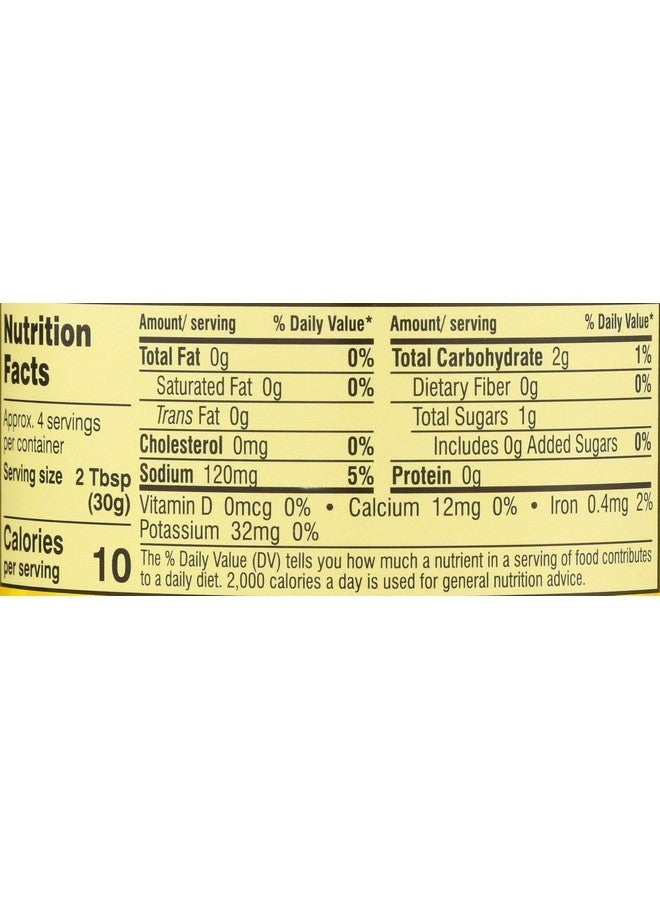 Nutrition
Facts
Approx. 4 servings
per container
Serving size 2 Tbsp
(30g)
Calories
per serving 10
Amount/ serving % Daily Value*
Total Fat 0g 0%
Saturated Fat 0g 0%
Trans Fat 0g
Cholesterol 0mg 0%
Sodium 120mg 5%
Amount/ serving % Daily Value*
Total Carbohydrate 2g 1%
Dietary Fiber 0g 0%
Total Sugars 1g
Includes 0g Added Sugars 0%
Protein 0g
Vitamin D 0mcg 0% • Calcium 12mg 0% • Iron 0.4mg 2%
Potassium 32mg 0%
The % Daily Value (DV) tells you how much a nutrient in a serving of food contributes
to a daily diet. 2,000 calories a day is used for general nutrition advice.